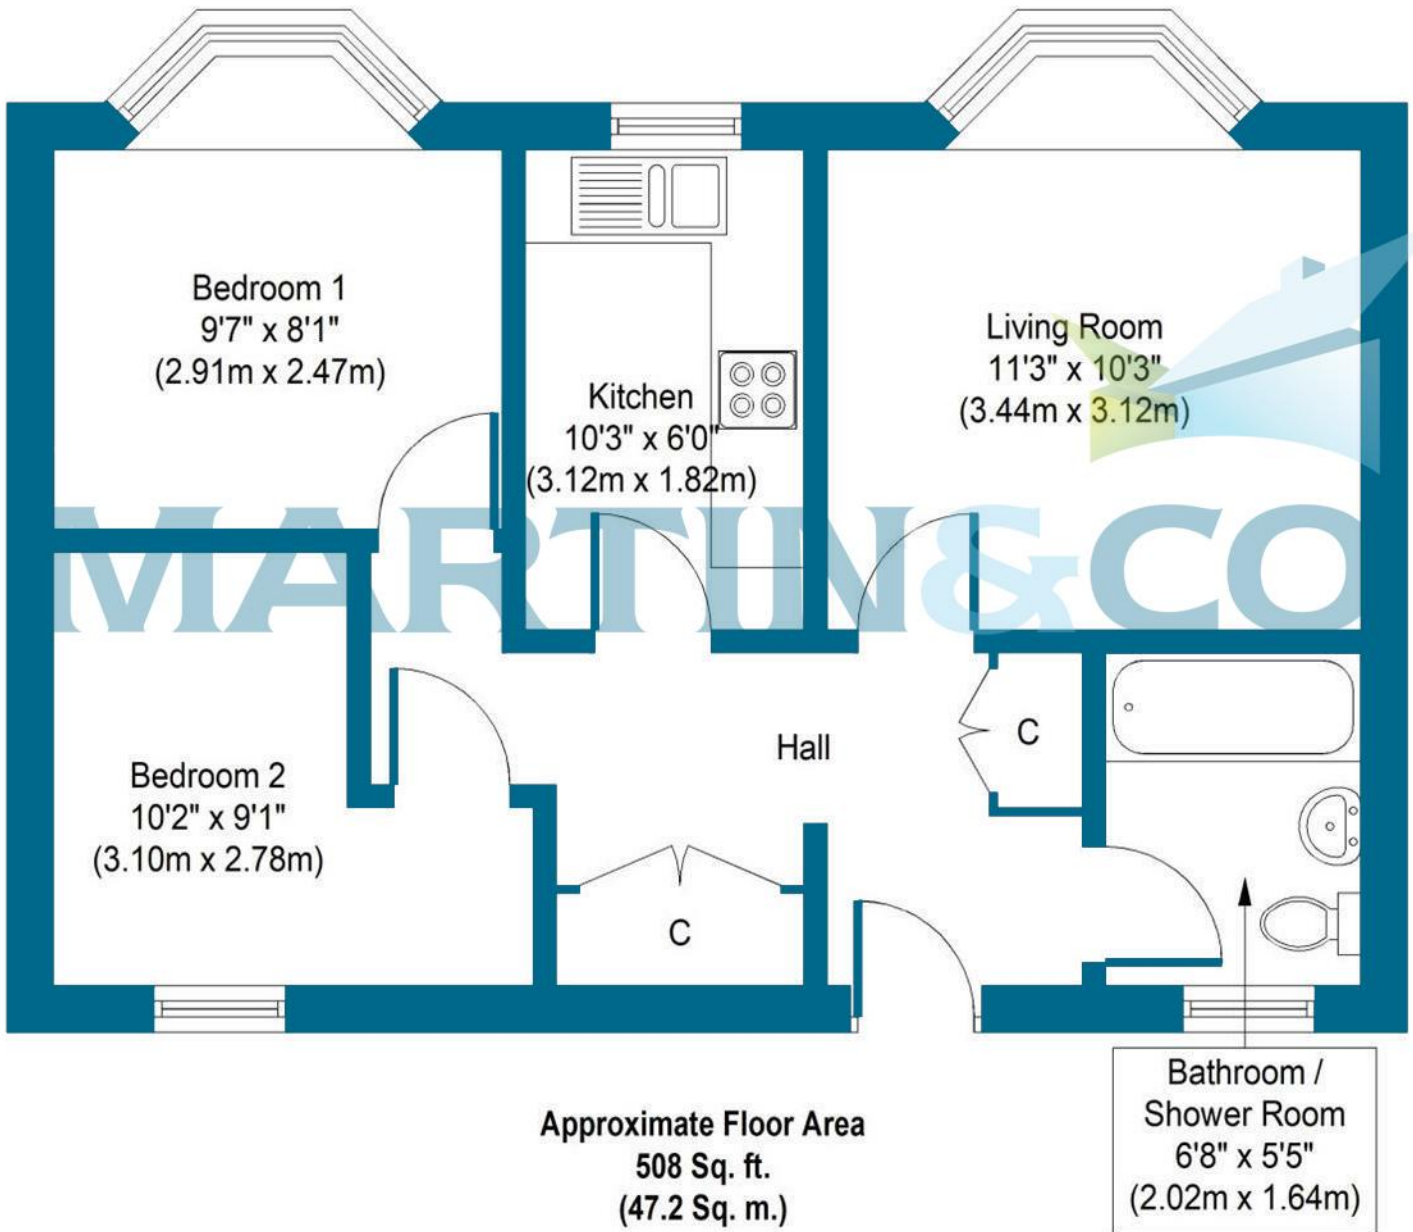 Bedroom 1
9'7" x 8'1"
(2.91m x 2.47m)
Kitchen
10'3" x 6'0"
(3.12m x 1.82m)
Living Room
11'3" x 10'3"
(3.44m x 3.12m)
MARTIN&CO
Bedroom 2
10'2" x 9'1"
(3.10m x 2.78m)
Hall
C
C
Bathroom /
Shower Room
6'8" x 5'5"
(2.02m x 1.64m)
Approximate Floor Area
508 Sq. ft.
(47.2 Sq. m.)